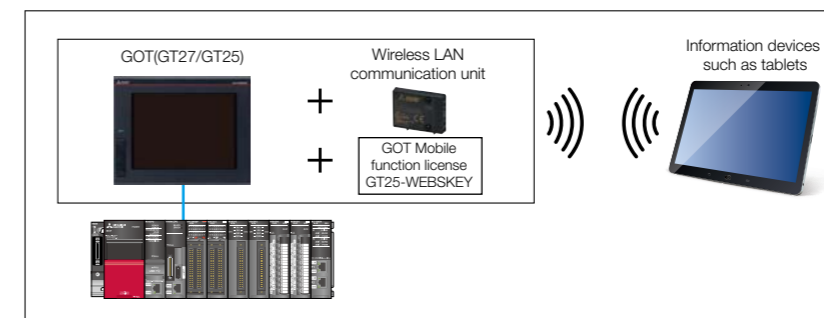 GOT(GT27/GT25)
Wireless LAN
communication unit
GOT Mobile
function license
GT25-WEBSKEY
Information devices
such as tablets